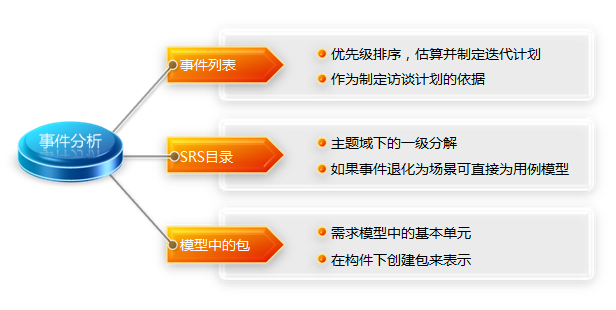 事件分析
事件列表
优先级排序，估算并制定迭代计划
作为制定访谈计划的依据
SRS目录
主题域下的一级分解
如果事件退化为场景可直接为用例模型
模型中的包
需求模型中的基本单元
在构件下创建包来表示